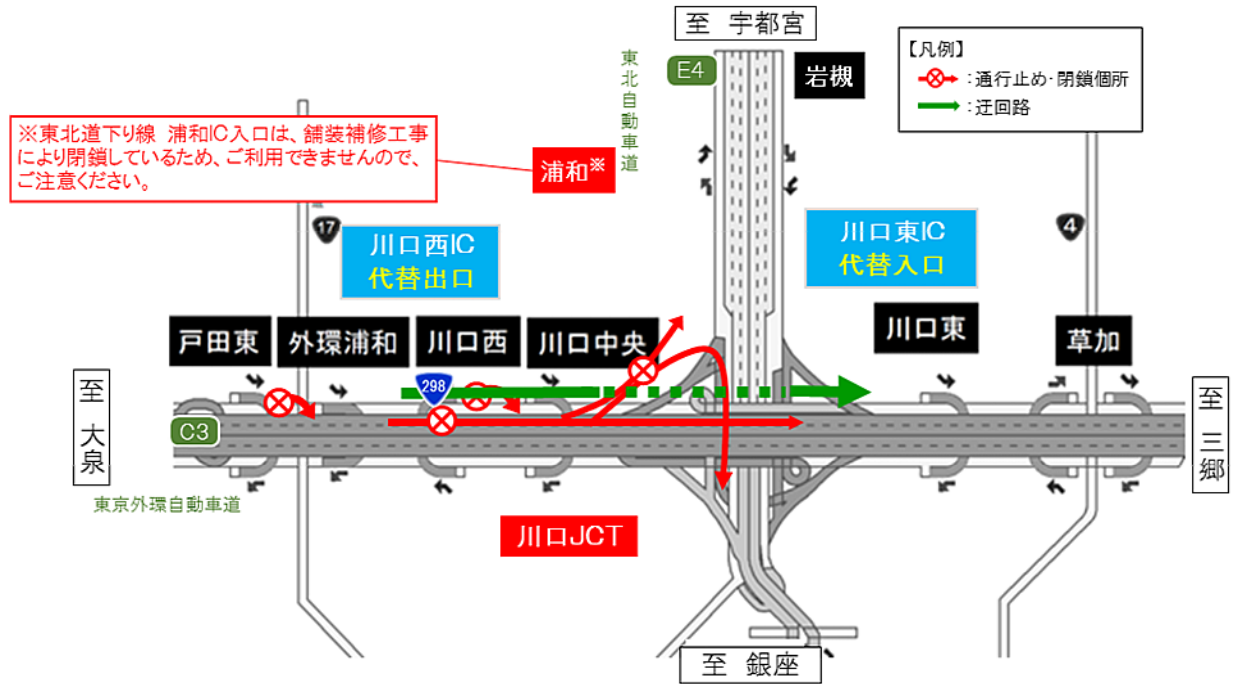 至 宇都宮
東北自動車道
E4
岩槻
【凡例】
:通行止め・閉鎖個所
:迂回路
※東北道下り線 浦和IC入口は、舗装補修工事
により閉鎖しているため、ご利用できませんので、
ご注意ください。
浦和※
17
川口西IC
代替出口
川口東IC
代替入口
4
戸田東
外環浦和
川口西
川口中央
川口東
草加
298
至 大泉
C3
至 三郷
東京外環自動車道
川口JCT
至 銀座